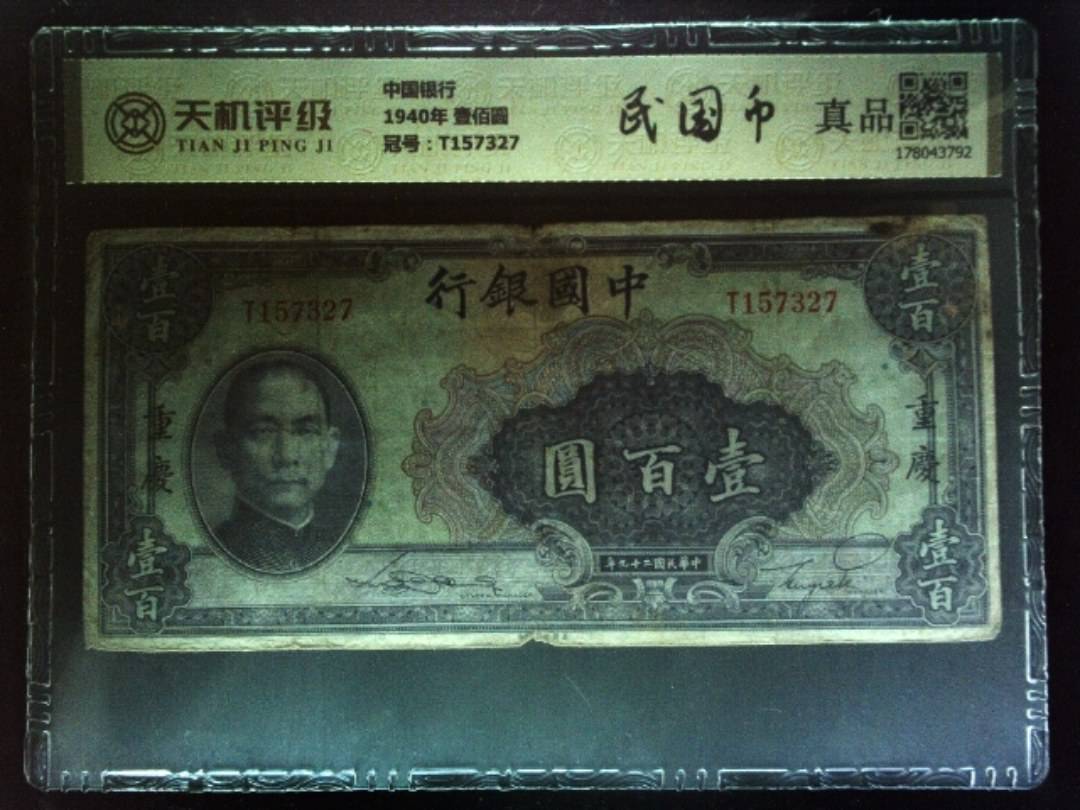 天机评级
TIAN JI PING JI
中国银行
1940年 壹佰圆
冠号：T157327
民国币
真品
178043792
壹百
壹百
行銀國中
T157327
T157327
重慶
重慶
圓百壹
年九十二國民華中
壹百
壹百